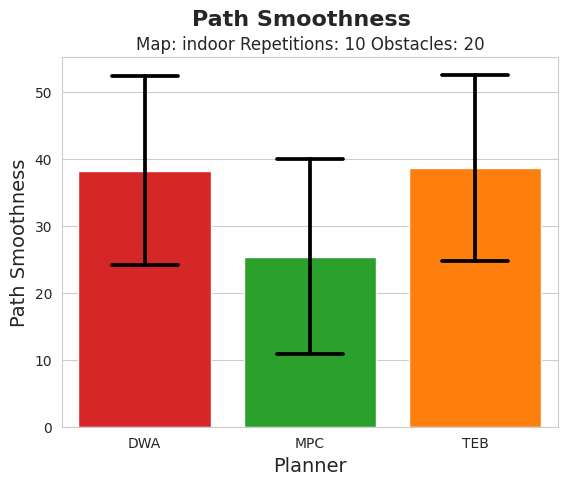 Path Smoothness
Map: indoor Repetitions: 10 Obstacles: 20
Path Smoothness
50
40
30
20
10
0
DWA MPC TEB
Planner